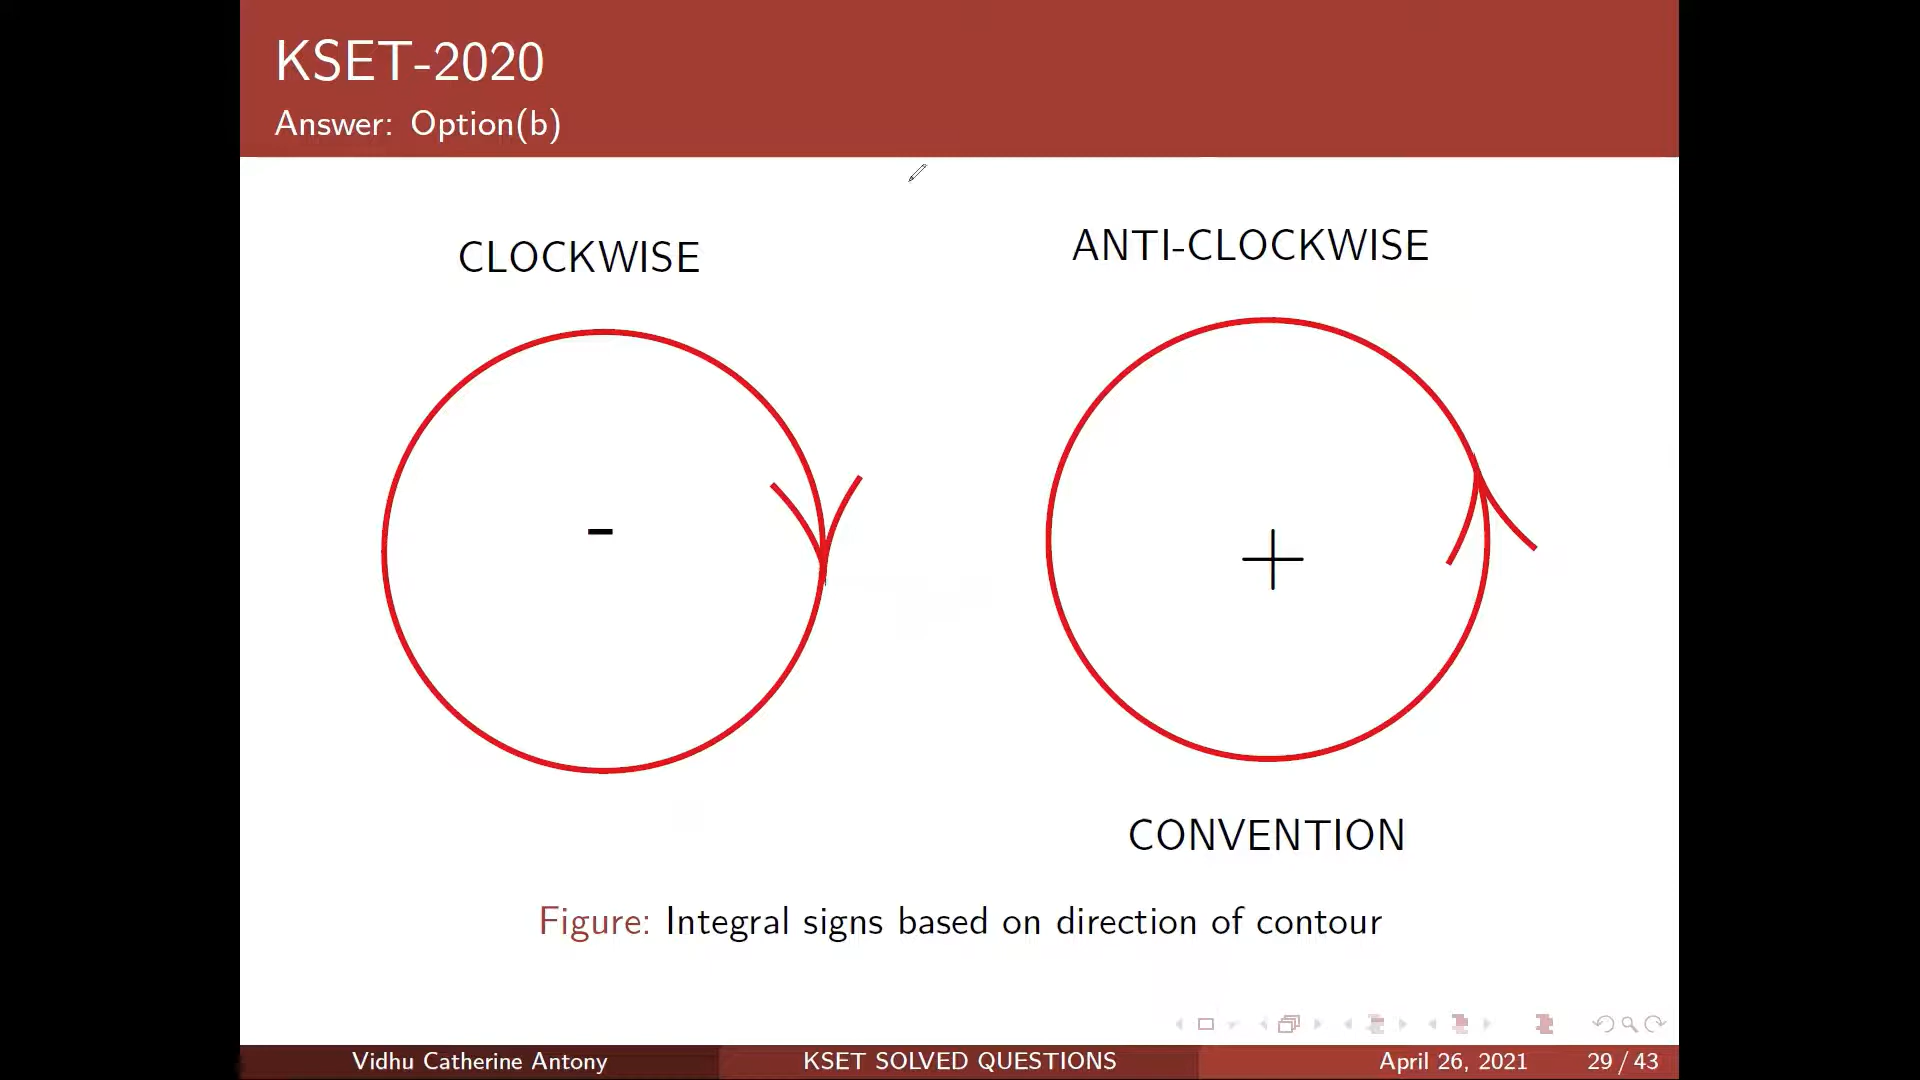 KSET-2020
Answer: Option(b)
CLOCKWISE
ANTI-CLOCKWISE
-
+
CONVENTION
Figure: Integral signs based on direction of contour
Vidhu Catherine Antony
KSET SOLVED QUESTIONS
April 26, 2021
29 / 43